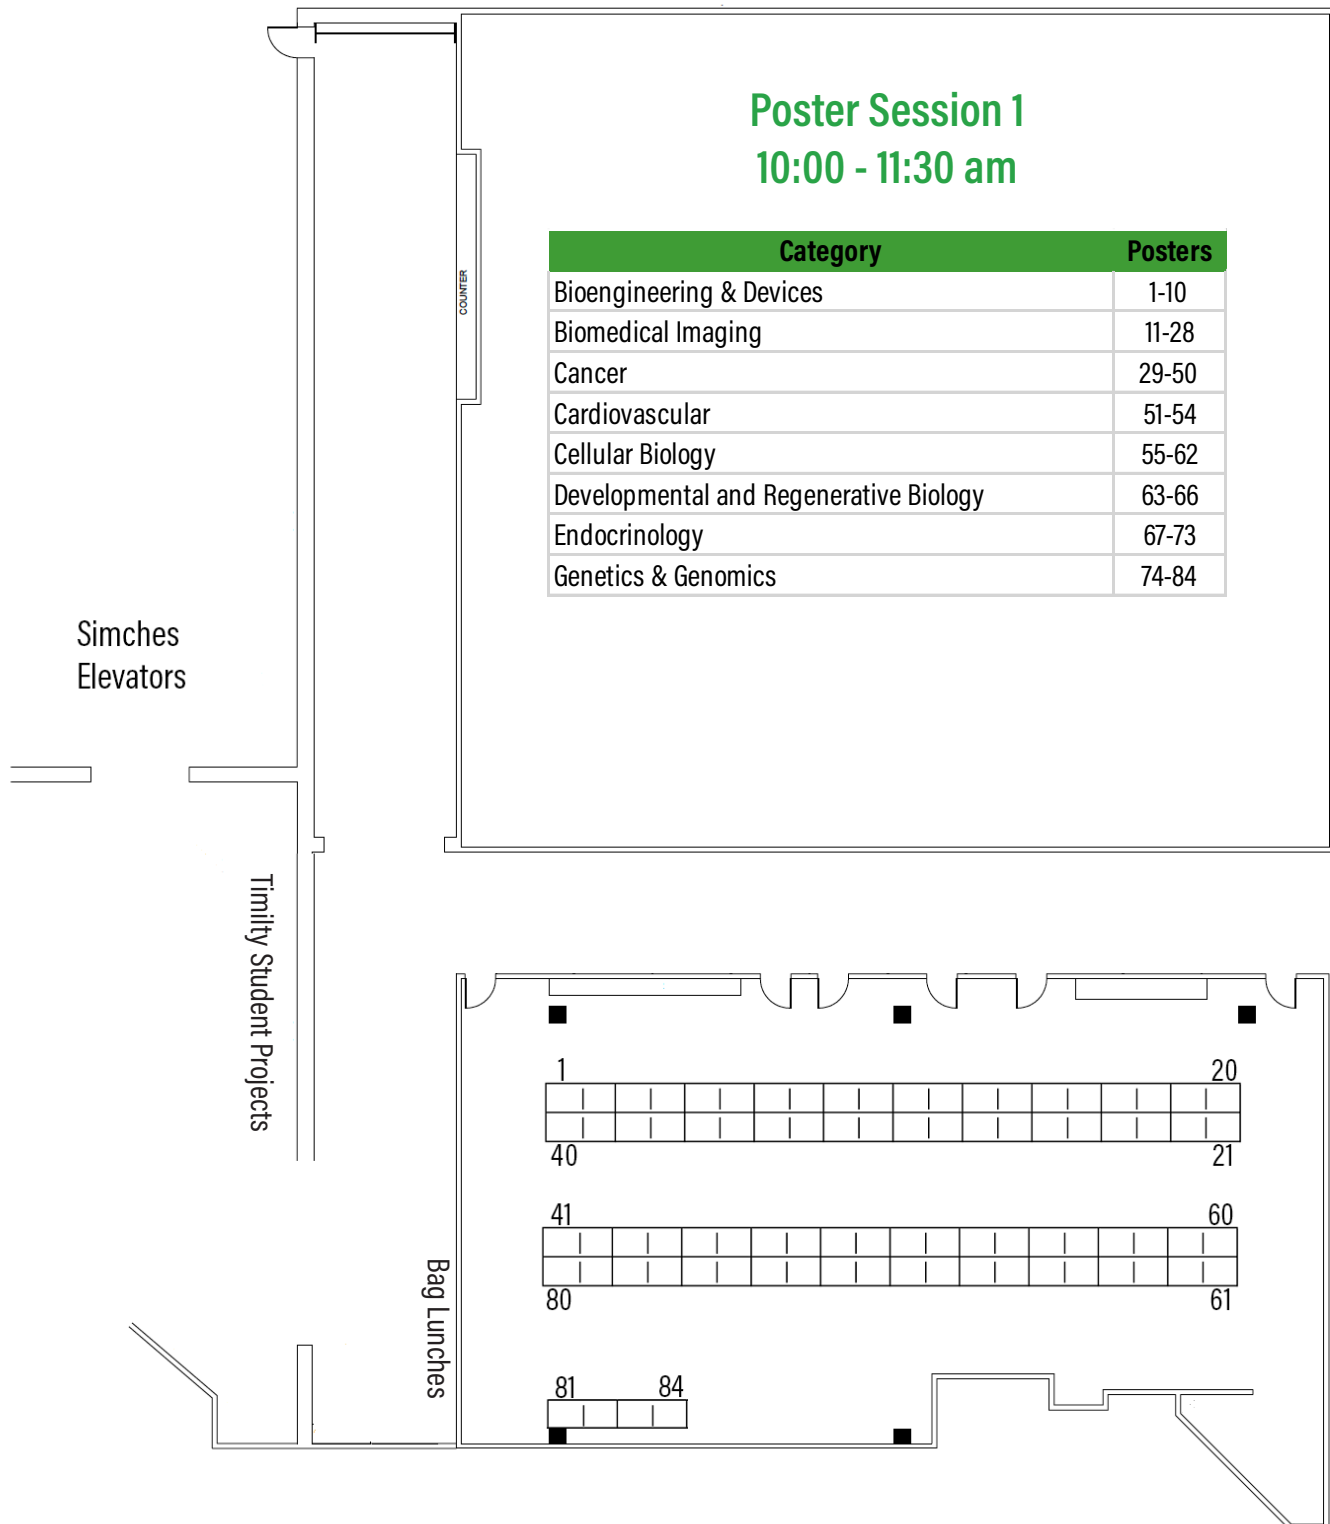 Poster Session 1
10:00 - 11:30 am
Category Posters
Bioengineering & Devices 1-10
Biomedical Imaging 11-28
Cancer 29-50
Cardiovascular 51-54
Cellular Biology 55-62
Developmental and Regenerative Biology 63-66
Endocrinology 67-73
Genetics & Genomics 74-84
COUNTER
Simches
Elevators
Timilty Student Projects
1 20
40 21
41 60
80 61
Bag Lunches
81 84